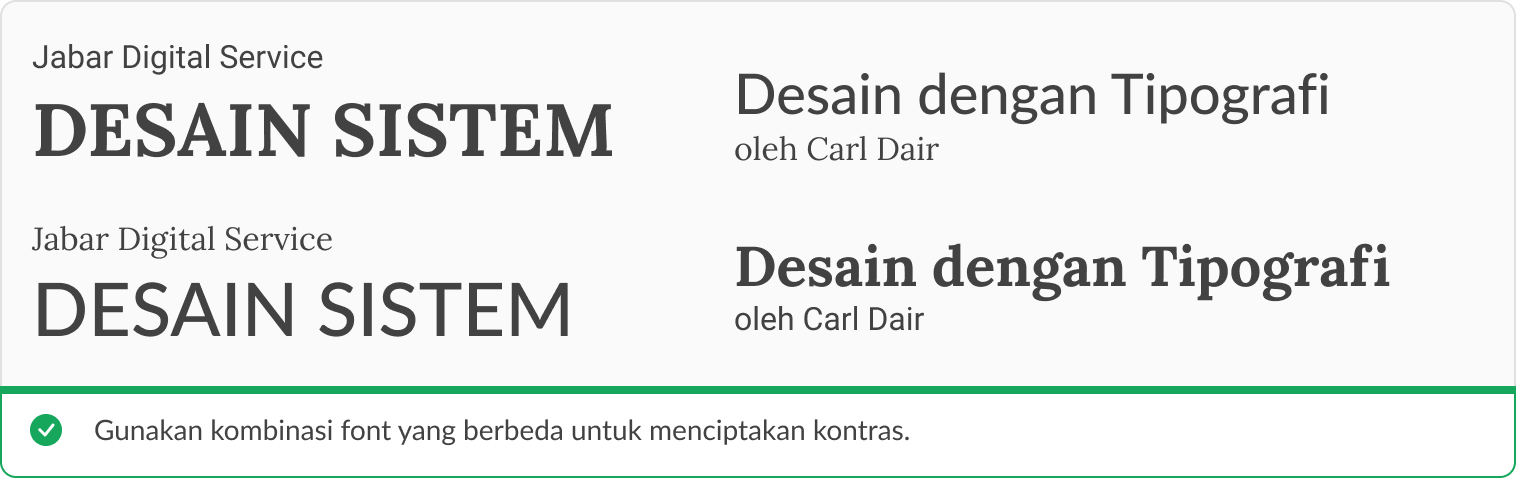 Jabar Digital Service
DESAIN SISTEM
Desain dengan Tipografi
oleh Carl Dair
Jabar Digital Service
DESAIN SISTEM
Desain dengan Tipografi
oleh Carl Dair
Gunakan kombinasi font yang berbeda untuk menciptakan kontras.